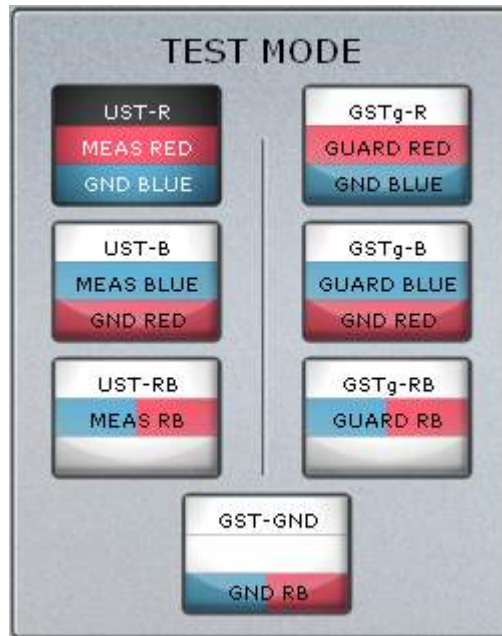 TEST MODE
UST-R
MEAS RED
GND BLUE
GSTg-R
GUARD RED
GND BLUE
UST-B
MEAS BLUE
GND RED
GSTg-B
GUARD BLUE
GND RED
UST-RB
MEAS RB
GSTg-RB
GUARD RB
GST-GND
GND RB